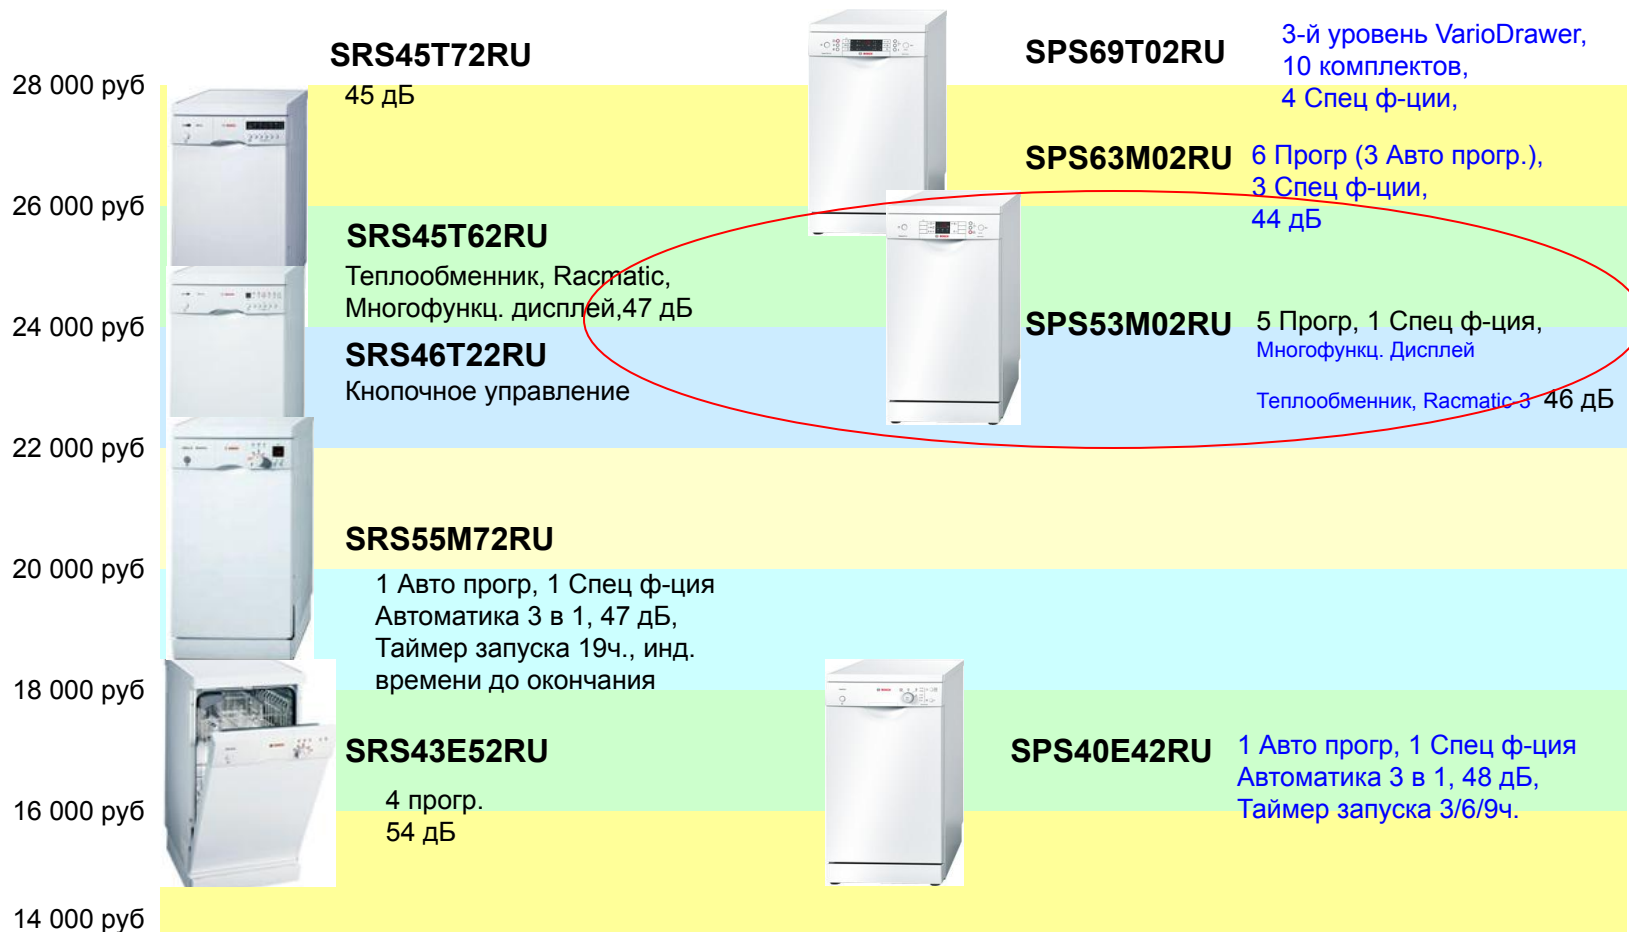 28 000 руб
26 000 руб
24 000 руб
22 000 руб
20 000 руб
18 000 руб
16 000 руб
14 000 руб
SRS45T72RU
45 дБ
SRS45T62RU
Теплообменник, Racmatic,
Многофункц. дисплей,47 дБ
SRS46T22RU
Кнопочное управление
SRS55M72RU
1 Авто прогр, 1 Спец ф-ция
Автоматика 3 в 1, 47 дБ,
Таймер запуска 19ч., инд.
времени до окончания
SRS43E52RU
4 прогр.
54 дБ
SPS69T02RU
3-й уровень VarioDrawer,
10 комплектов,
4 Спец ф-ции,
SPS63M02RU
6 Прогр (3 Авто прогр.),
3 Спец ф-ции,
44 дБ
SPS53M02RU
5 Прогр, 1 Спец ф-ция,
Многофункц. Дисплей
Теплообменник, Racmatic-3 46 дБ
SPS40E42RU
1 Авто прогр, 1 Спец ф-ция
Автоматика 3 в 1, 48 дБ,
Таймер запуска 3/6/9ч.